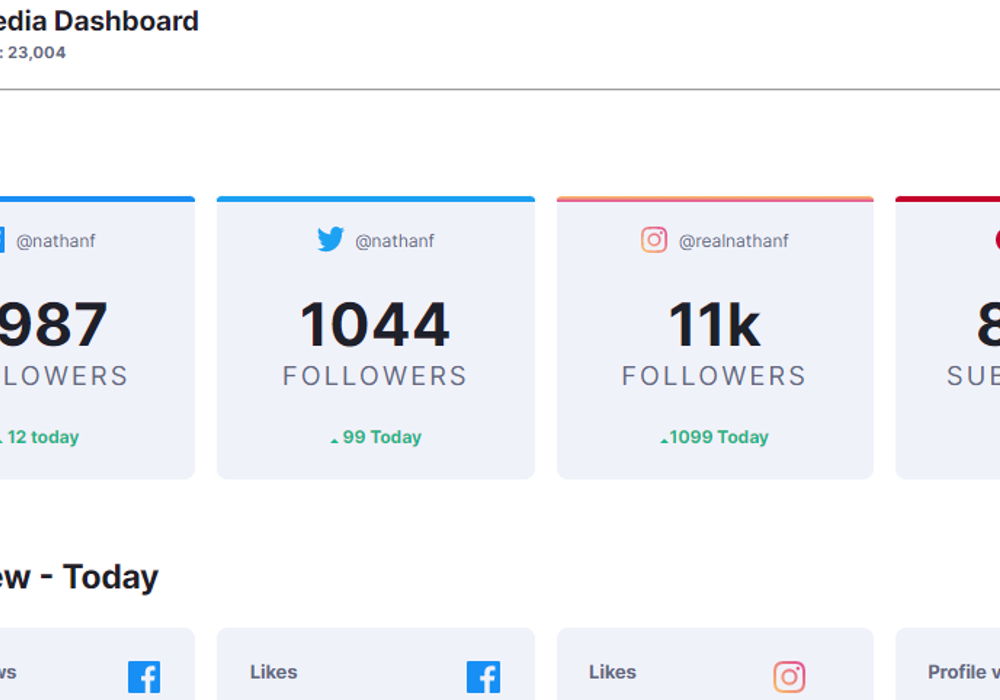 edia Dashboard
: 23,004
@nathanf
@nathanf
@realnathanf
987
1044
11k
8
LOWERS
FOLLOWERS
FOLLOWERS
SUB
12 today
99 Today
1099 Today
ew - Today
ws
Likes
Likes
Profile v